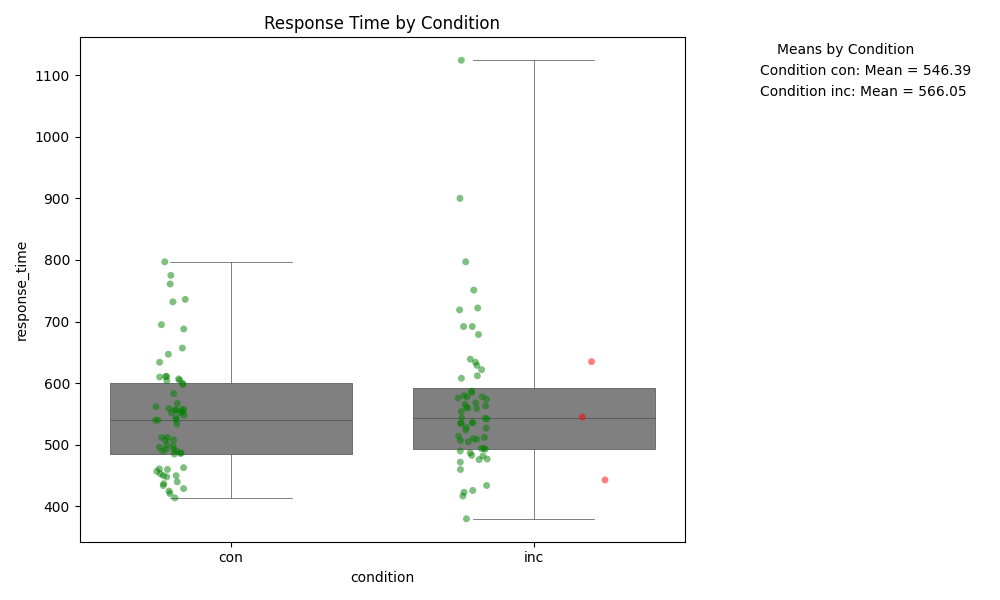 Response Time by Condition
Means by Condition
Condition con: Mean = 546.39
Condition inc: Mean = 566.05
response_time
1100
1000
900
800
700
600
500
400
con
inc
condition